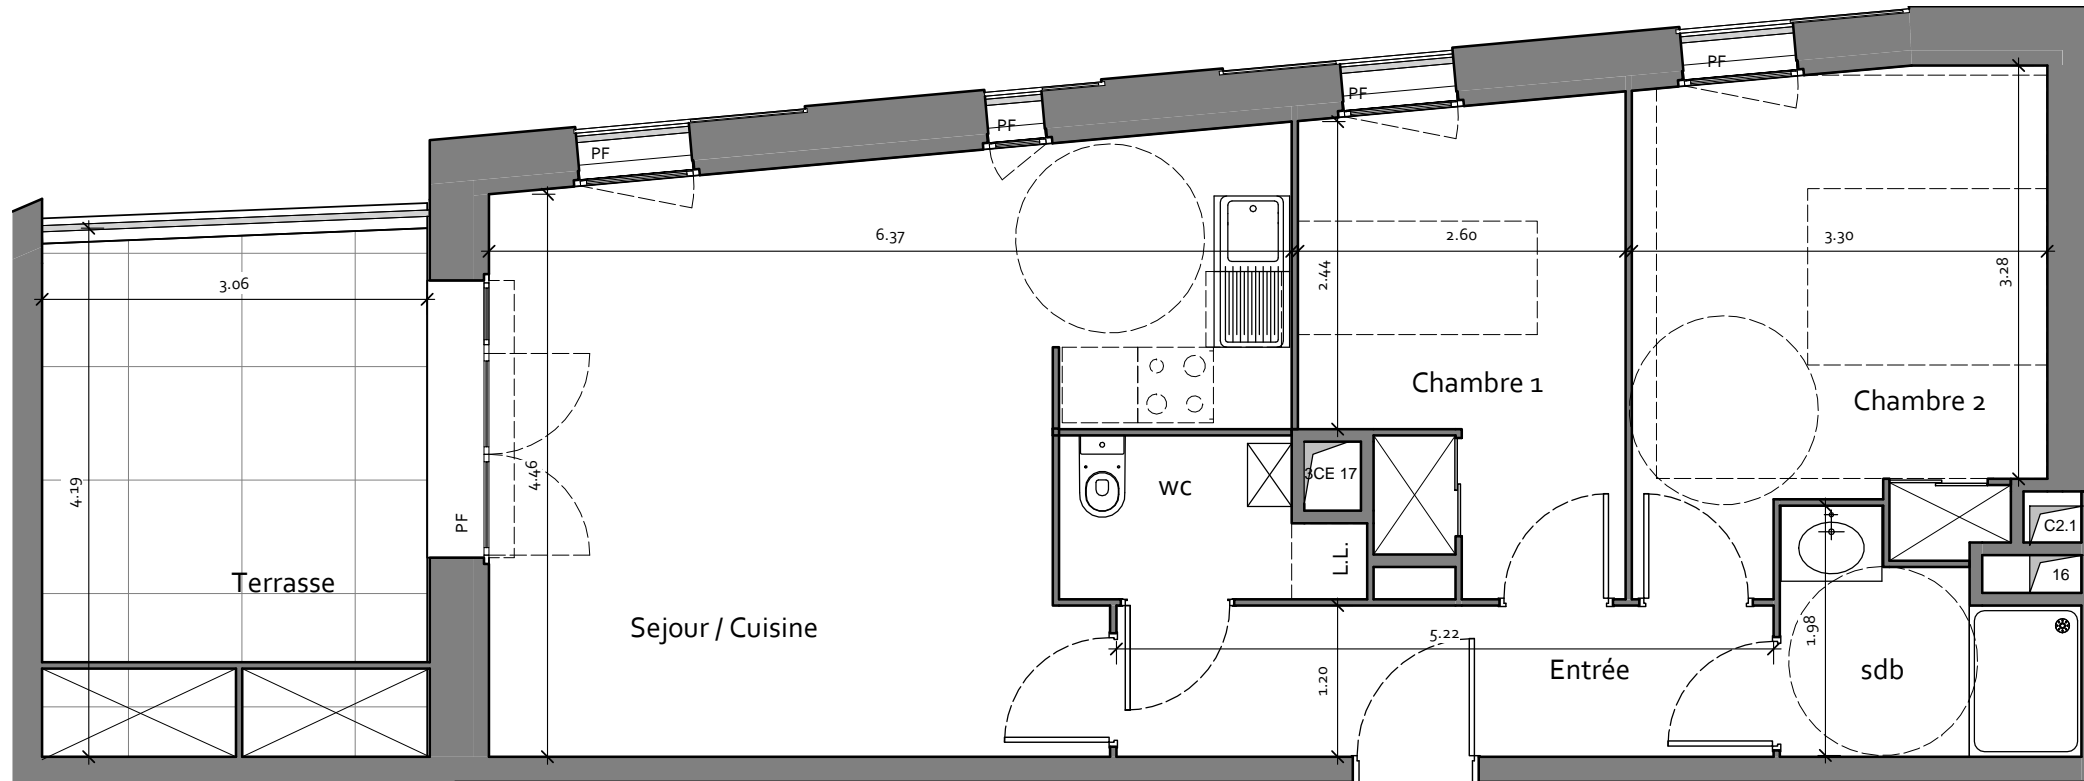 PF
PF
PF
PF
6.37
2.60
3.30
3.06
2.44
3.28
Chambre 1
Chambre 2
4.19
4.46
PF
wc
3CE 17
L.L.
C2.1
16
Terrasse
Sejour / Cuisine
5.22
1.98
1.20
Entrée
sdb